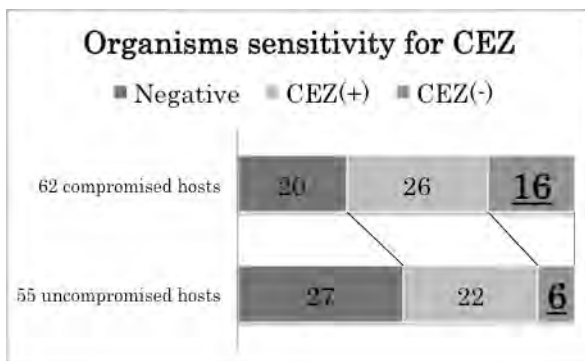 Organisms sensitivity for CEZ
Negative CEZ(+) CEZ(-)
62 compromised hosts 20 26 16
55 uncompromised hosts 27 22 6